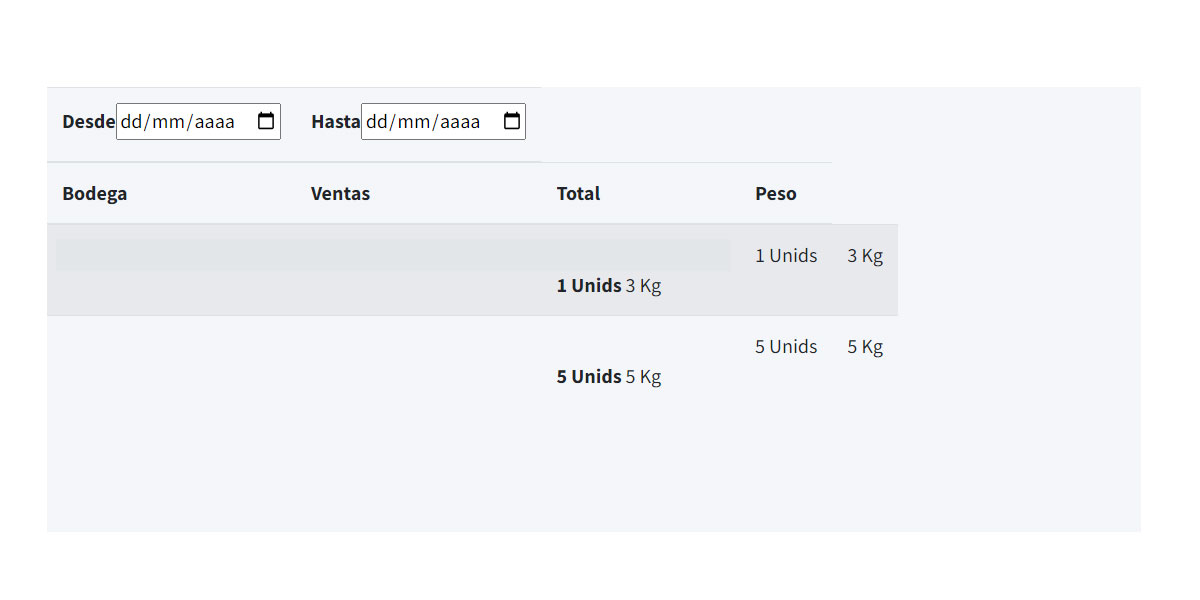 Desde dd/mm/aaaa Hasta dd/mm/aaaa
Bodega Ventas Total Peso
1 Unids 3 Kg
1 Unids 3 Kg
5 Unids 5 Kg
5 Unids 5 Kg